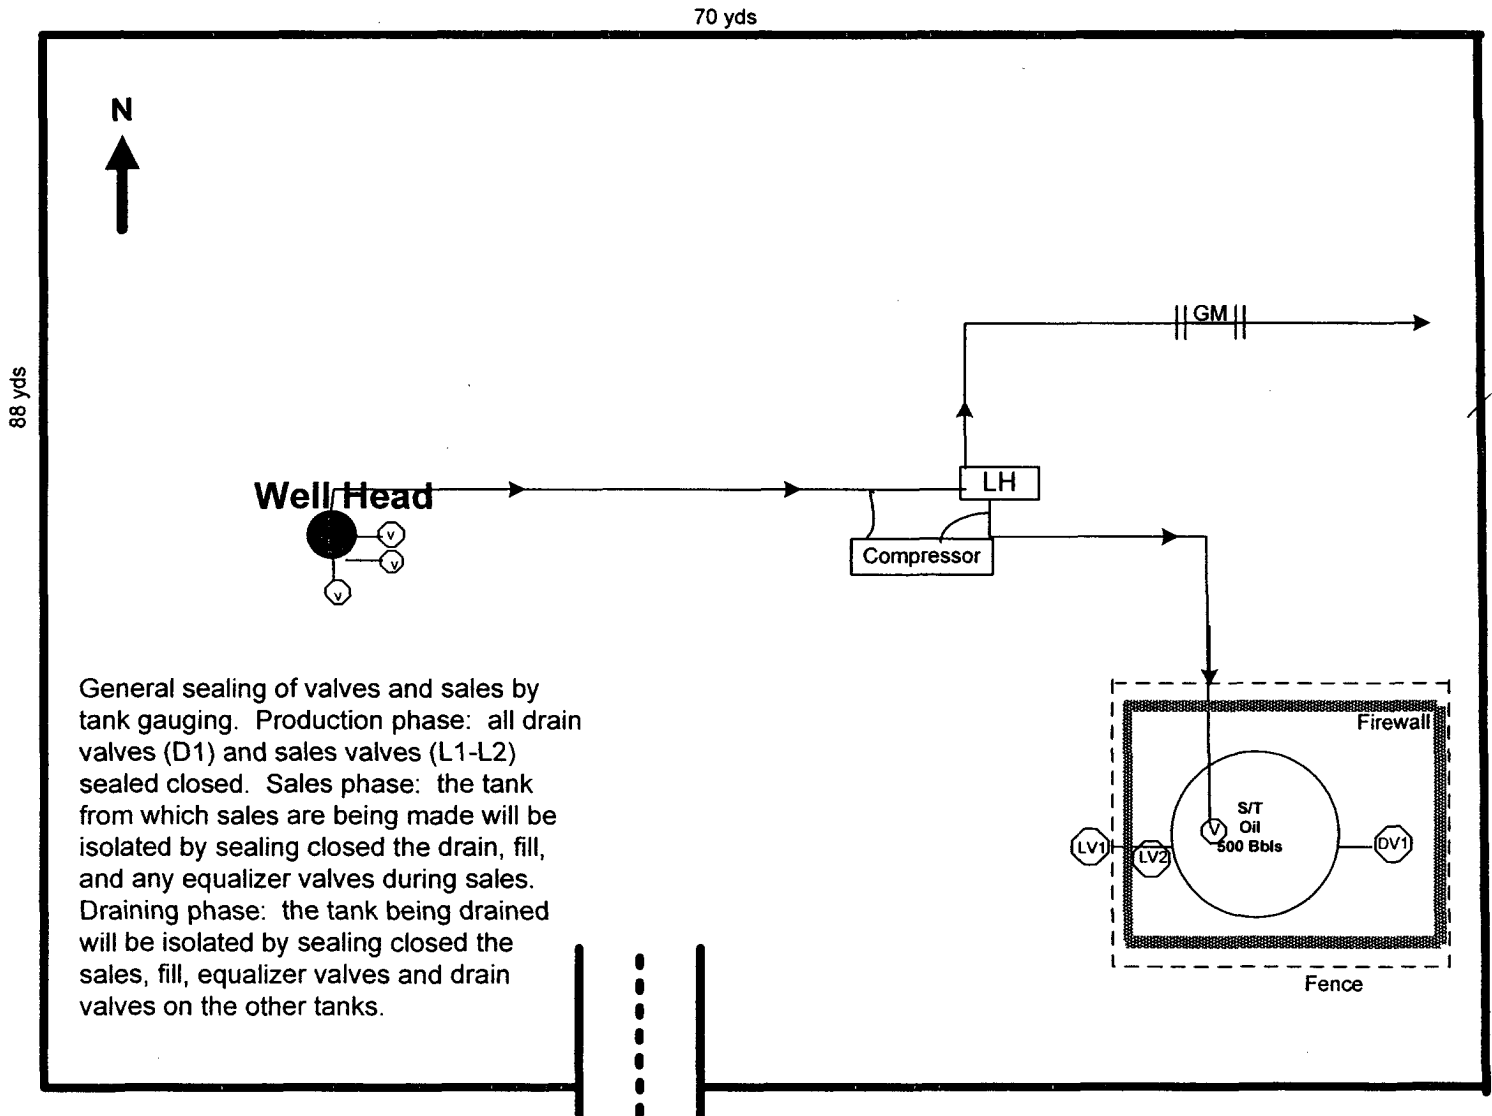 70 yds
N
GM
88 yds
LH
Well Head
V
V
V
Compressor
General sealing of valves and sales by
tank gauging. Production phase: all drain
valves (D1) and sales valves (L1-L2)
sealed closed. Sales phase: the tank
from which sales are being made will be
isolated by sealing closed the drain, fill,
and any equalizer valves during sales.
Draining phase: the tank being drained
will be isolated by sealing closed the
sales, fill, equalizer valves and drain
valves on the other tanks.
Firewall
S/T
Oil
500 Bbls
V
LV1
LV2
DV1
Fence